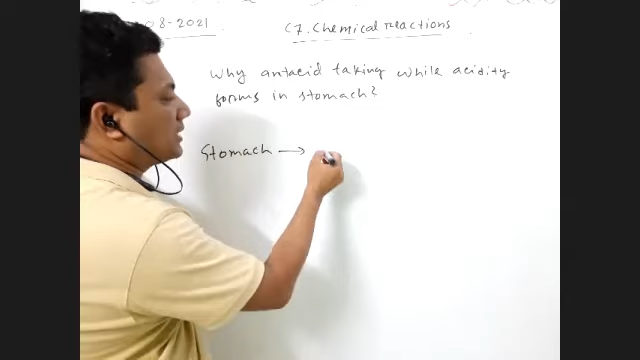 08-2021
C7. Chemical Reactions
Why antacid taking while acidity
forms in stomach?
Stomach →